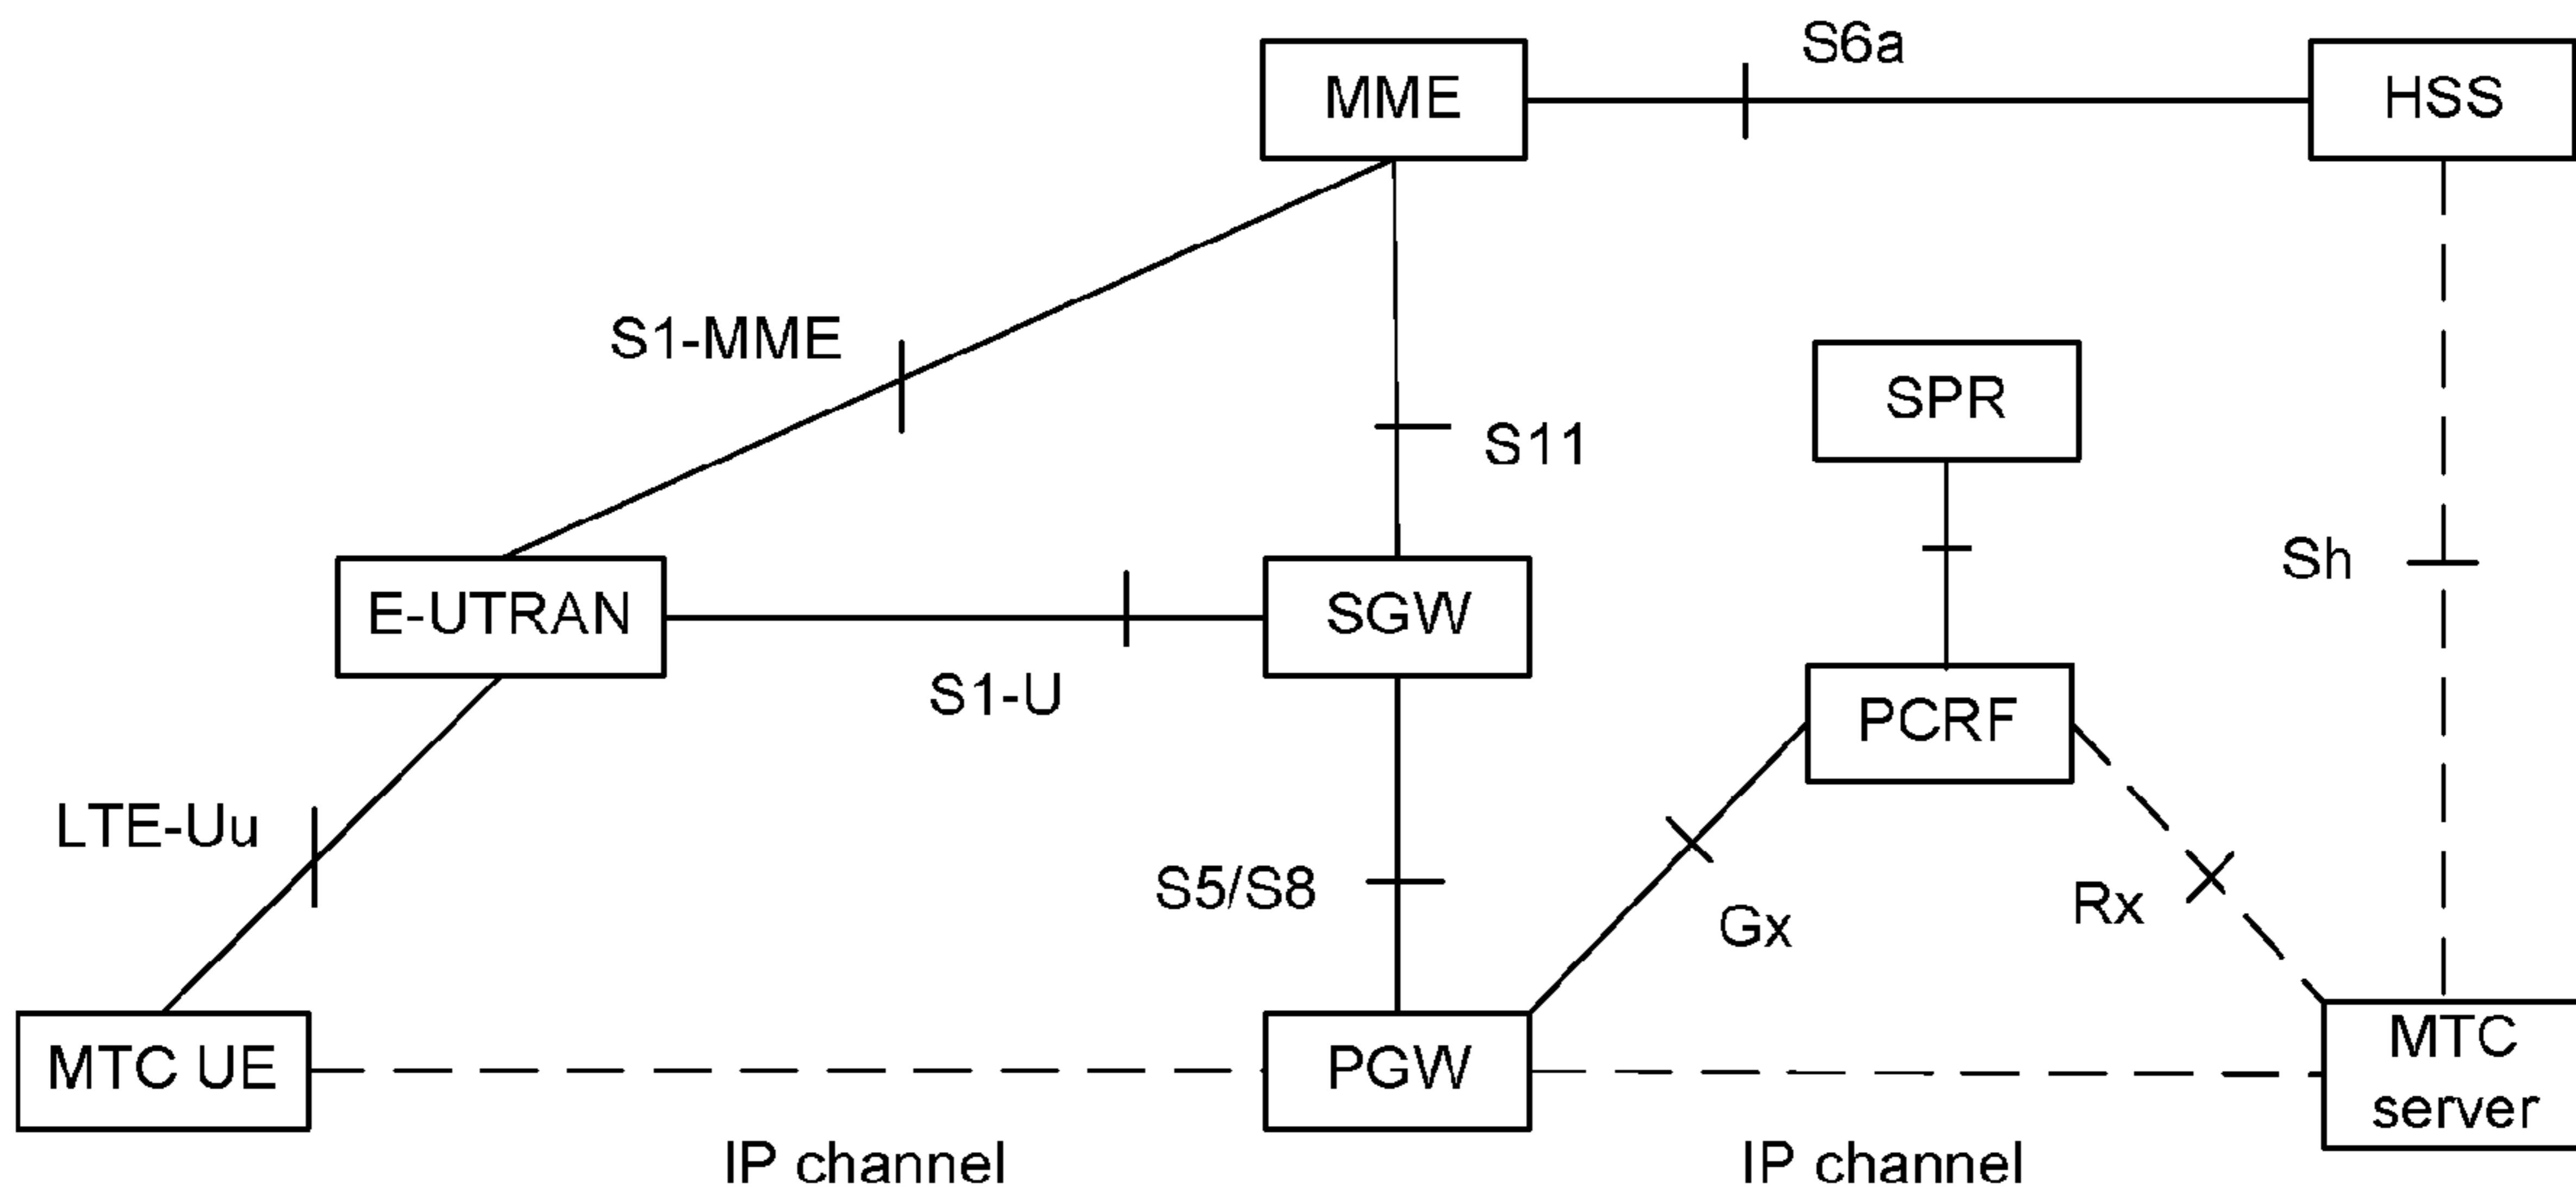 S6a
MME
HSS
S1-MME
SPR
S11
Sh
E-UTRAN
SGW
S1-U
PCRF
LTE-Uu
S5/S8
Gx
Rx
MTC UE
PGW
MTC
server
IP channel
IP channel